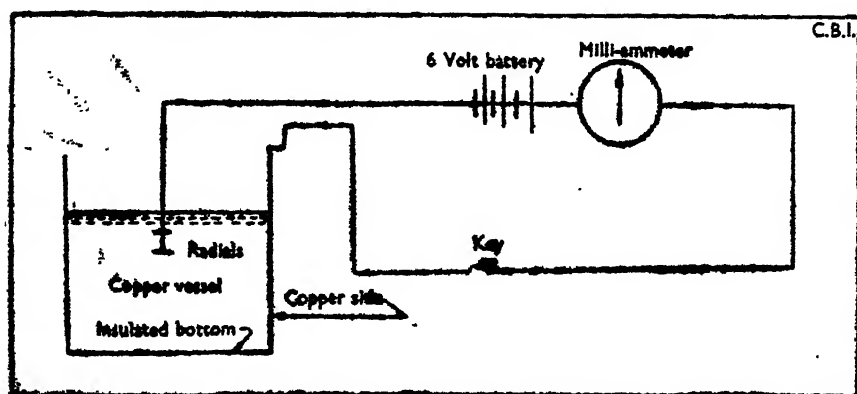 C.B.I.
Milli-ammeter
6 Volt battery
Radials
Key
Copper vessel
Copper side
Insulated bottom